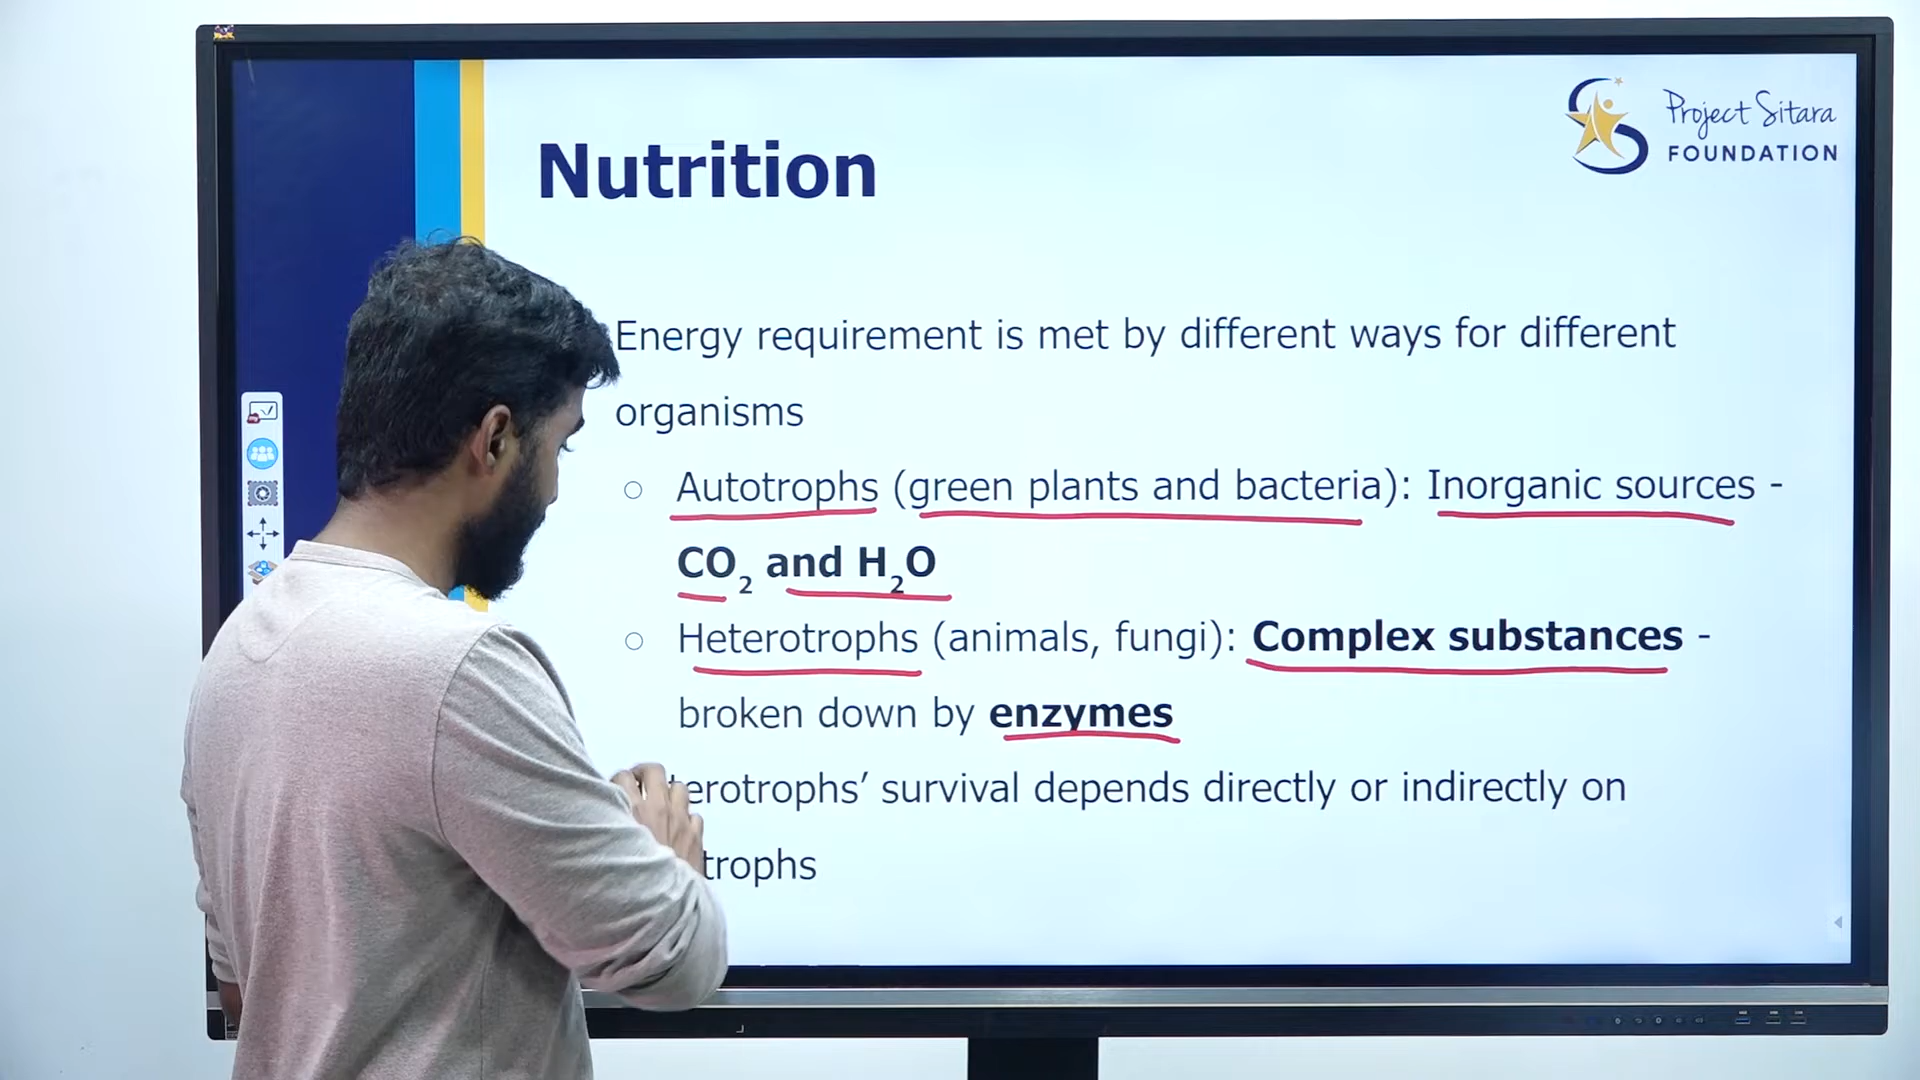 Project Sitara
FOUNDATION
Nutrition
Energy requirement is met by different ways for different
organisms
○ Autotrophs (green plants and bacteria): Inorganic sources -
CO₂ and H₂O
○ Heterotrophs (animals, fungi): Complex substances -
broken down by enzymes
erotrophs’ survival depends directly or indirectly on
trophs